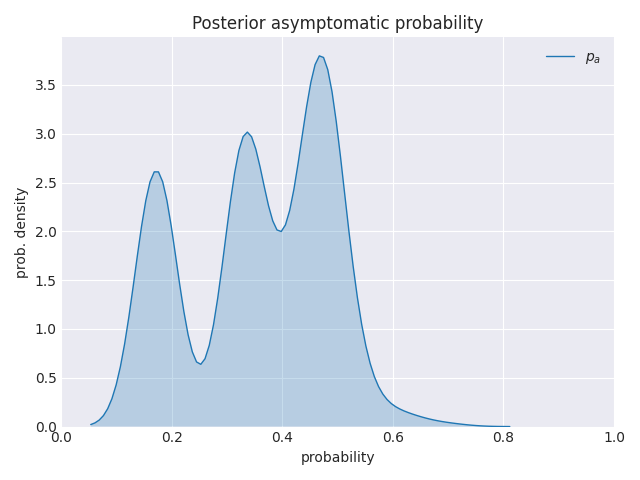 Posterior asymptomatic probability
pₐ
prob. density
3.5
3.0
2.5
2.0
1.5
1.0
0.5
0.0
0.0 0.2 0.4 0.6 0.8 1.0
probability